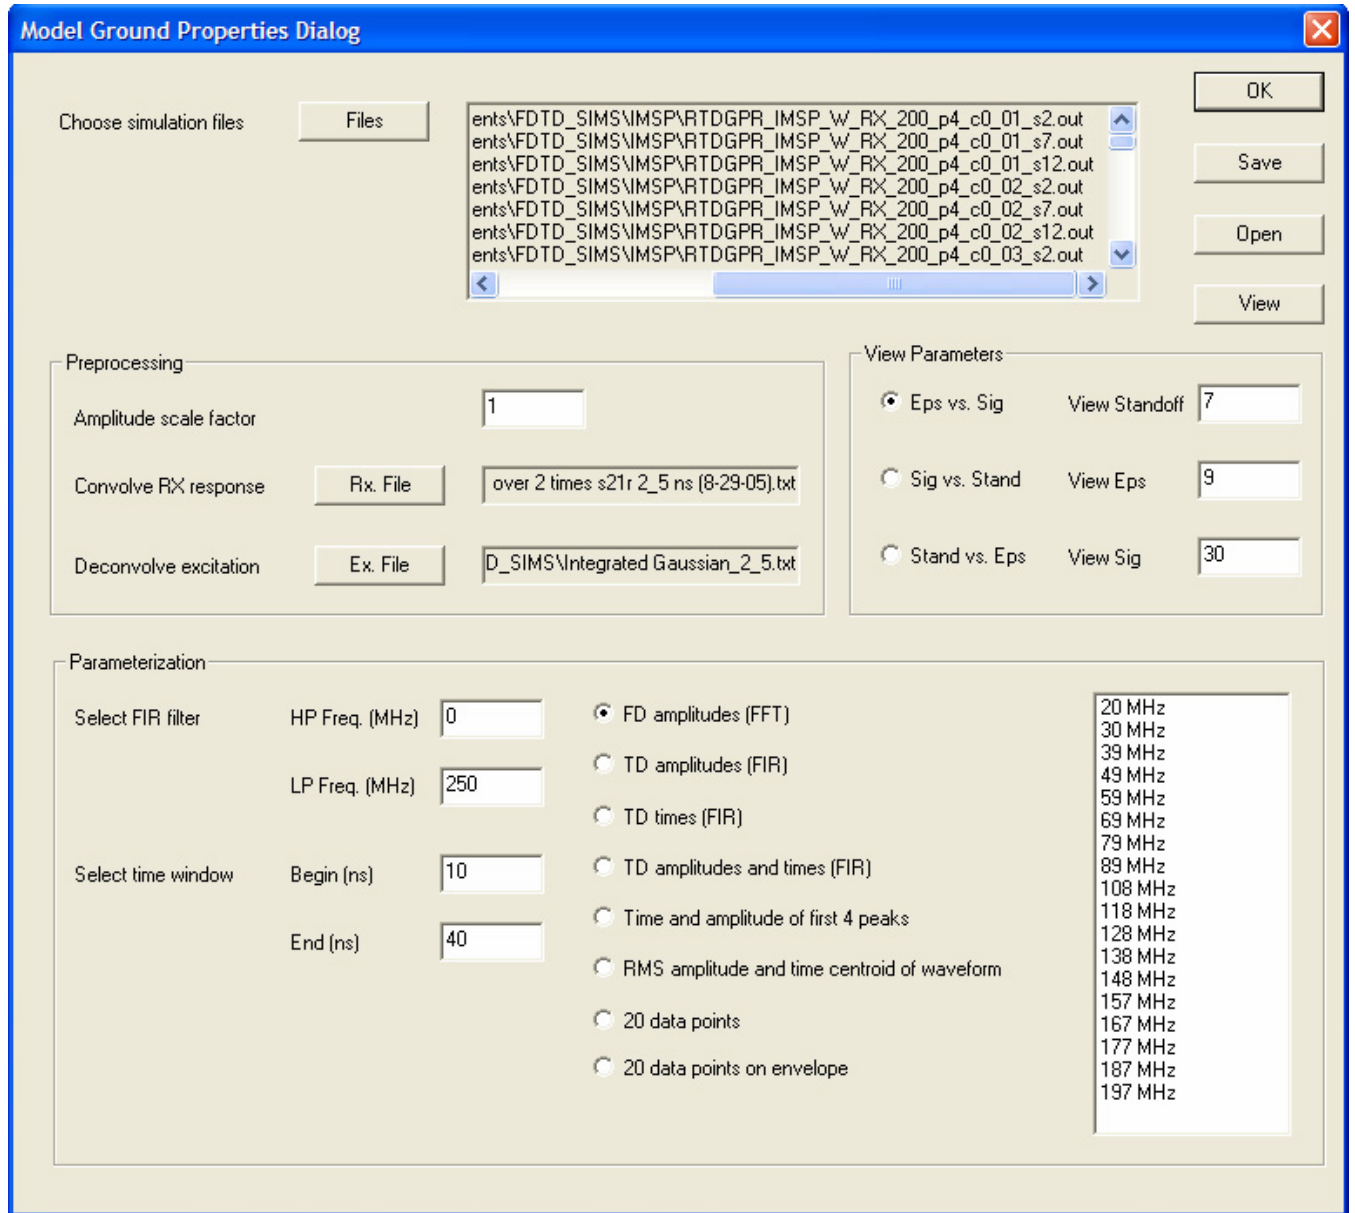 Model Ground Properties Dialog
Choose simulation files
Files
ents\FDTD_SIMS\IMSP\RTDGPR_IMSP_W_RX_200_p4_c0_01_s2.out
ents\FDTD_SIMS\IMSP\RTDGPR_IMSP_W_RX_200_p4_c0_01_s7.out
ents\FDTD_SIMS\IMSP\RTDGPR_IMSP_W_RX_200_p4_c0_01_s12.out
ents\FDTD_SIMS\IMSP\RTDGPR_IMSP_W_RX_200_p4_c0_02_s2.out
ents\FDTD_SIMS\IMSP\RTDGPR_IMSP_W_RX_200_p4_c0_02_s7.out
ents\FDTD_SIMS\IMSP\RTDGPR_IMSP_W_RX_200_p4_c0_02_s12.out
ents\FDTD_SIMS\IMSP\RTDGPR_IMSP_W_RX_200_p4_c0_03_s2.out
OK
Save
Open
View
Preprocessing
Amplitude scale factor
1
Convolve RX response
Rx. File
over 2 times s21r 2_5 ns (8-29-05).txt
Deconvolve excitation
Ex. File
D_SIMS\Integrated Gaussian_2_5.txt
View Parameters
Eps vs. Sig
View Standoff
7
Sig vs. Stand
View Eps
9
Stand vs. Eps
View Sig
30
Parameterization
Select FIR filter
HP Freq. (MHz)
0
LP Freq. (MHz)
250
Select time window
Begin (ns)
10
End (ns)
40
FD amplitudes (FFT)
TD amplitudes (FIR)
TD times (FIR)
TD amplitudes and times (FIR)
Time and amplitude of first 4 peaks
RMS amplitude and time centroid of waveform
20 data points
20 data points on envelope
20 MHz
30 MHz
39 MHz
49 MHz
59 MHz
69 MHz
79 MHz
89 MHz
108 MHz
118 MHz
128 MHz
138 MHz
148 MHz
157 MHz
167 MHz
177 MHz
187 MHz
197 MHz